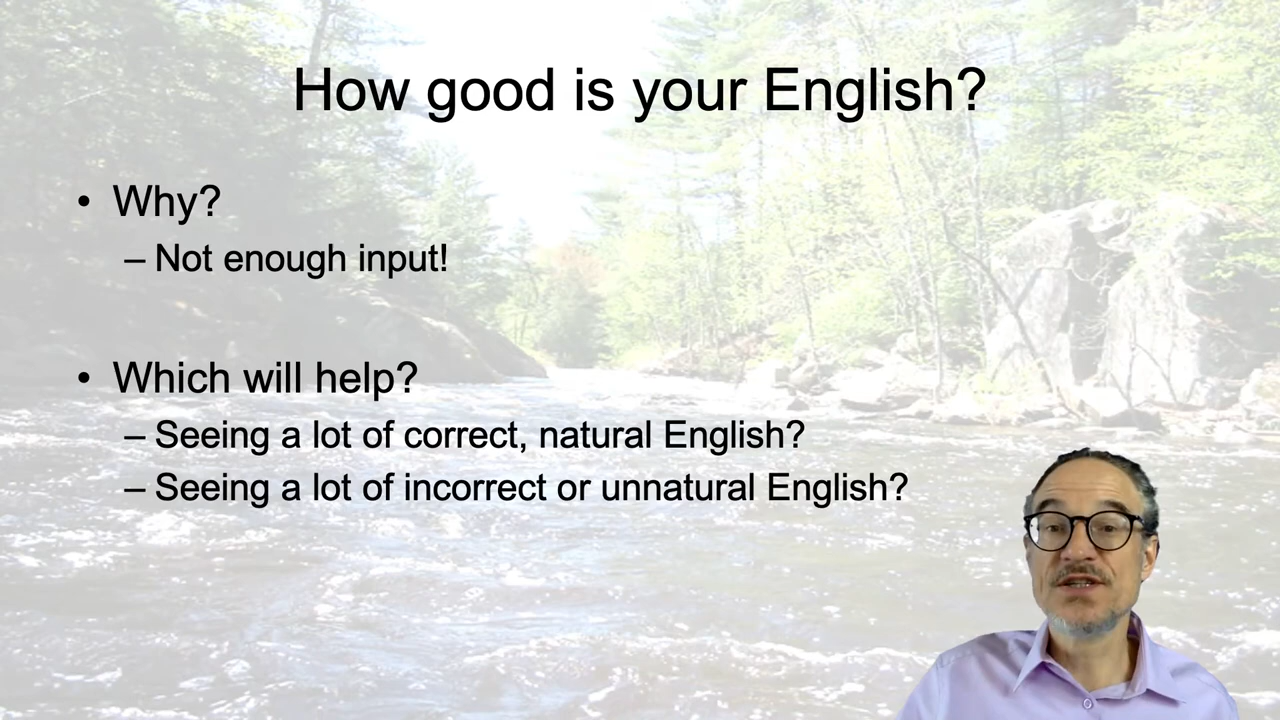 How good is your English?
• Why?
– Not enough input!
• Which will help?
– Seeing a lot of correct, natural English?
– Seeing a lot of incorrect or unnatural English?